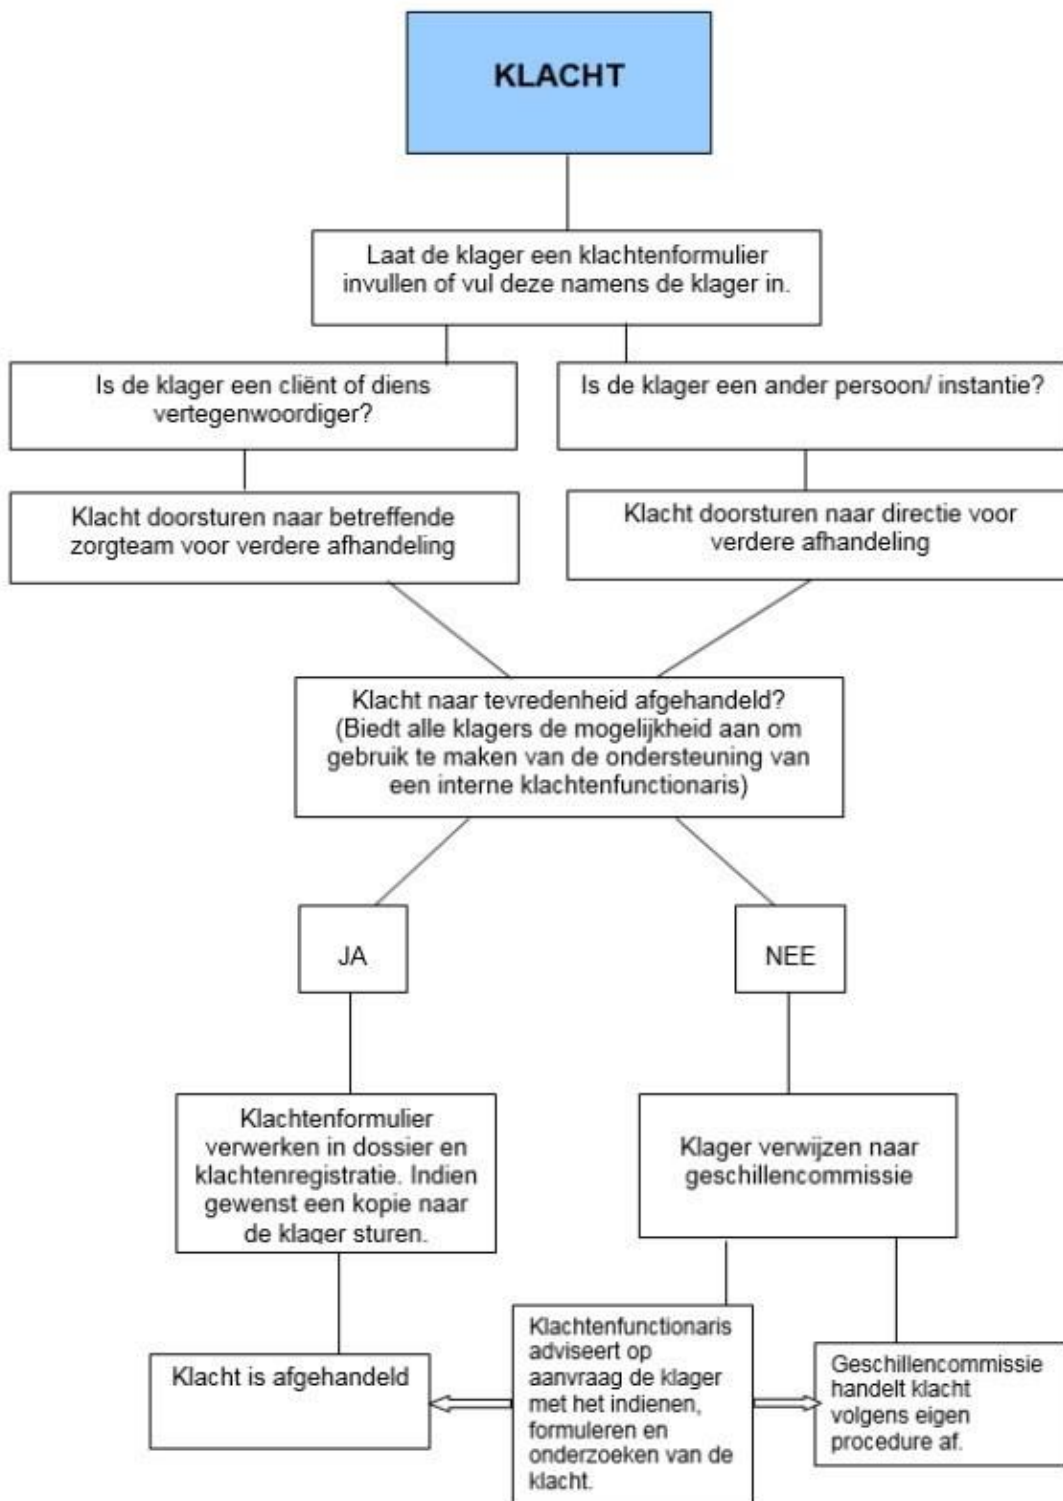 KLACHT
Laat de klager een klachtenformulier
invullen of vul deze namens de klager in.
Is de klager een cliënt of diens
vertegenwoordiger?
Is de klager een ander persoon/ instantie?
Klacht doorsturen naar betreffende
zorgteam voor verdere afhandeling
Klacht doorsturen naar directie voor
verdere afhandeling
Klacht naar tevredenheid afgehandeld?
(Biedt alle klagers de mogelijkheid aan om
gebruik te maken van de ondersteuning van
een interne klachtenfunctionaris)
JA
NEE
Klachtenformulier
verwerken in dossier en
klachtenregistratie. Indien
gewenst een kopie naar
de klager sturen.
Klager verwijzen naar
geschillencommissie
Klacht is afgehandeld
Klachtenfunctionaris
adviseert op
aanvraag de klager
met het indienen,
formuleren en
onderzoeken van de
klacht.
Geschillencommissie
handelt klacht
volgens eigen
procedure af.